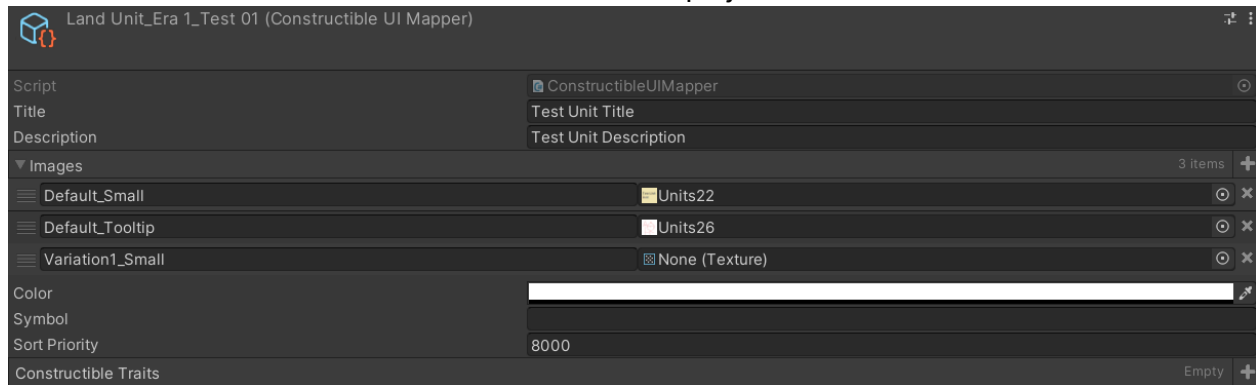 Land Unit_Era 1_Test 01 (Constructible UI Mapper)
Script ConstructibleUIMapper
Title Test Unit Title
Description Test Unit Description
Images 3 items
Default_Small Units22
Default_Tooltip Units26
Variation1_Small None (Texture)
Color
Symbol
Sort Priority 8000
Constructible Traits Empty